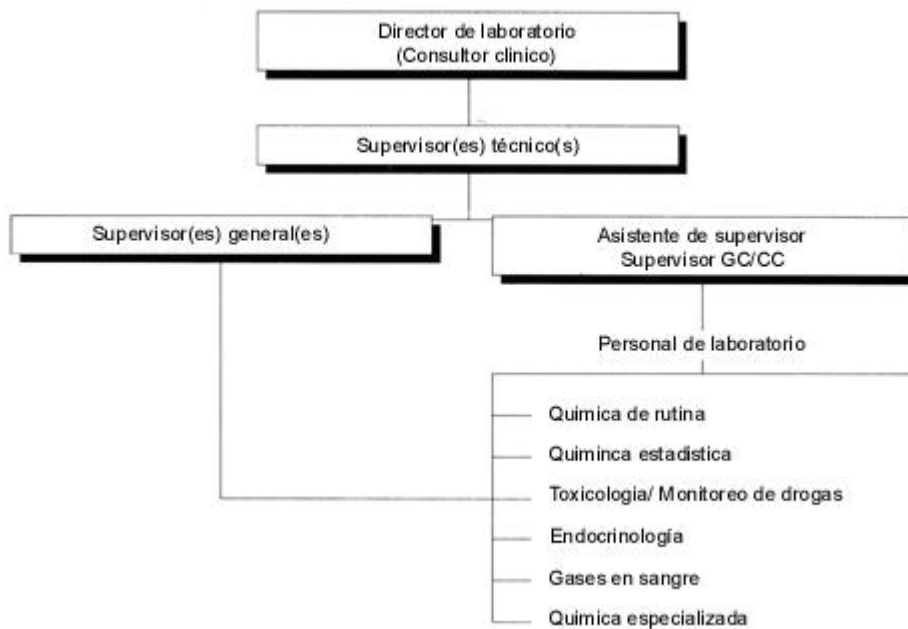 Director de laboratorio
(Consultor clinico)
Supervisor(es) técnico(s)
Supervisor(es) general(es)
Asistente de supervisor
Supervisor GC/CC
Personal de laboratorio
Quimica de rutina
Quiminca estadistica
Toxicologia/ Monitoreo de drogas
Endocrinología
Gases en sangre
Quimica especializada